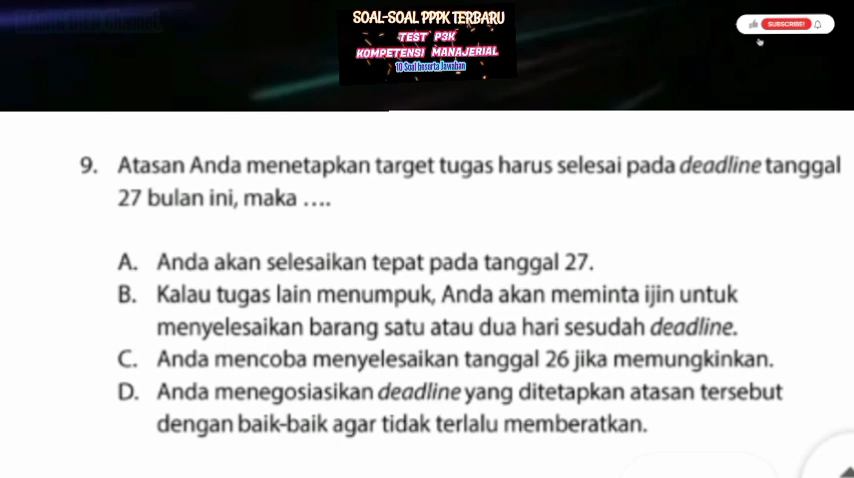 SOAL-SOAL PPPK TERBARU
TEST P3K
KOMPETENSI MANAJERIAL
10 Soal beserta Jawaban
SUBSCRIBE!
9. Atasan Anda menetapkan target tugas harus selesai pada deadline tanggal
27 bulan ini, maka ....
A. Anda akan selesaikan tepat pada tanggal 27.
B. Kalau tugas lain menumpuk, Anda akan meminta ijin untuk
menyelesaikan barang satu atau dua hari sesudah deadline.
C. Anda mencoba menyelesaikan tanggal 26 jika memungkinkan.
D. Anda menegosiasikan deadline yang ditetapkan atasan tersebut
dengan baik-baik agar tidak terlalu memberatkan.